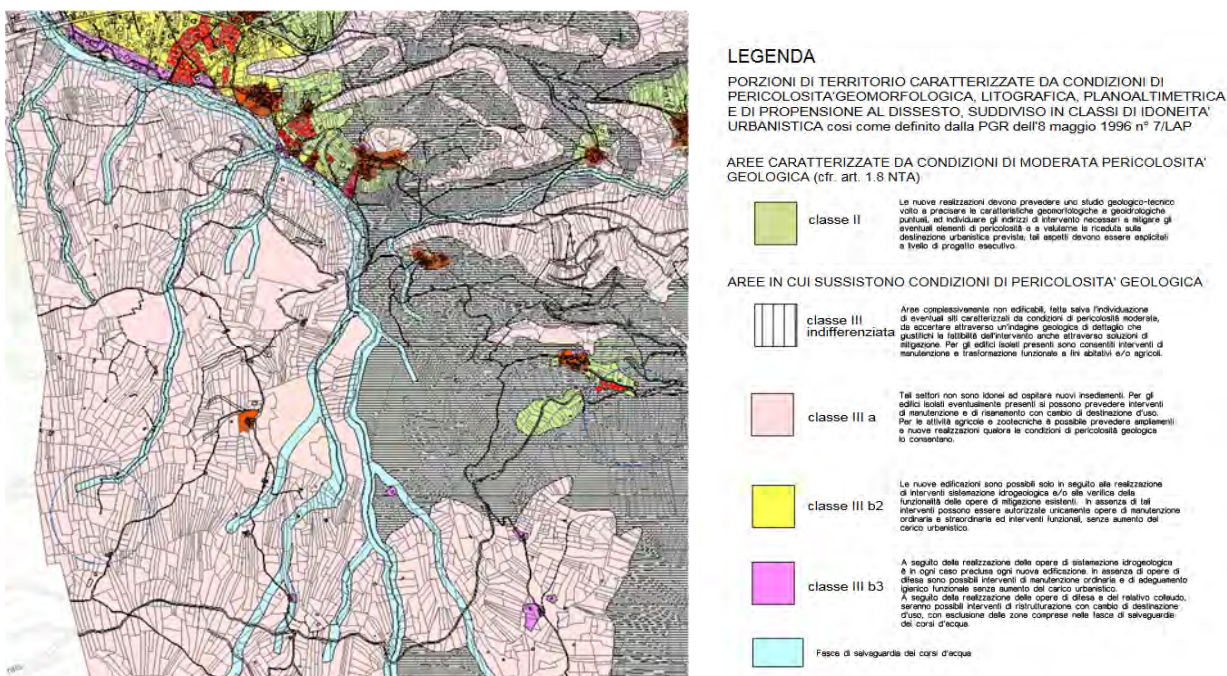 LEGENDA
PORZIONI DI TERRITORIO CARATTERIZZATE DA CONDIZIONI DI
PERICOLOSITA'GEOMORFOLOGICA, LITOGRAFICA, PLANOALTIMETRICA
E DI PROPENSIONE AL DISSESTO, SUDDIVISO IN CLASSI DI IDONEITA'
URBANISTICA cosi come definito dalla PGR dell'8 maggio 1996 n° 7/LAP
AREE CARATTERIZZATE DA CONDIZIONI DI MODERATA PERICOLOSITA'
GEOLOGICA (cfr. art. 1.8 NTA)
classe II
Le nuove realizzazioni devono prevedere uno studio geologico-tecnico
volto a precisare le caratteristiche geomorfologiche e geoidrologiche
puntuali, ad individuare gli indirizzi di intervento necessari a mitigare gli
eventuali elementi di pericolosità e a valutarne la ricaduta sulla
destinazione urbanistica prevista; tali aspetti devono essere esplicitati
a livello di progetto esecutivo.
AREE IN CUI SUSSISTONO CONDIZIONI DI PERICOLOSITA' GEOLOGICA
classe III
indifferenziata
Aree complessivamente non edificabili, fatta salva l'individuazione
di eventuali siti caratterizzati da condizioni di pericolosità moderata,
da accertare attraverso un'indagine geologica di dettaglio che
giustifichi la fattibilità dell'intervento anche attraverso soluzioni di
mitigazione. Per gli edifici isolati presenti sono consentiti interventi di
manutenzione e trasformazione funzionale a fini abitativi e/o agricoli.
classe III a
Tali settori non sono idonei ad ospitare nuovi insediamenti. Per gli
edifici isolati eventualmente presenti si possono prevedere interventi
di manutenzione e di risanamento con cambio di destinazione d'uso.
Per le attività agricole e zootecniche è possibile prevedere ampliamenti
e nuove realizzazioni qualora le condizioni di pericolosità geologica
lo consentano.
classe III b2
Le nuove edificazioni sono possibili solo in seguito alla realizzazione
di interventi sistemazione idrogeologica e/o alla verifica della
funzionalità delle opere di mitigazione esistenti. In assenza di tali
interventi possono essere autorizzate unicamente opere di manutenzione
ordinaria e straordinaria ed interventi funzionali, senza aumento del
carico urbanistico.
classe III b3
A seguito della realizzazione delle opere di sistemazione idrogeologica
è in ogni caso preclusa ogni nuova edificazione. In assenza di opere di
difesa sono possibili interventi di manutenzione ordinaria e di adeguamento
igienico funzionale senza aumento del carico urbanistico.
A seguito della realizzazione delle opere di difesa e del relativo collaudo,
saranno possibili interventi di ristrutturazione con cambio di destinazione
d'uso, con esclusione delle zone comprese nelle fasce di salvaguardia
dei corsi d'acqua.
Fasce di salvaguardia dei corsi d'acqua